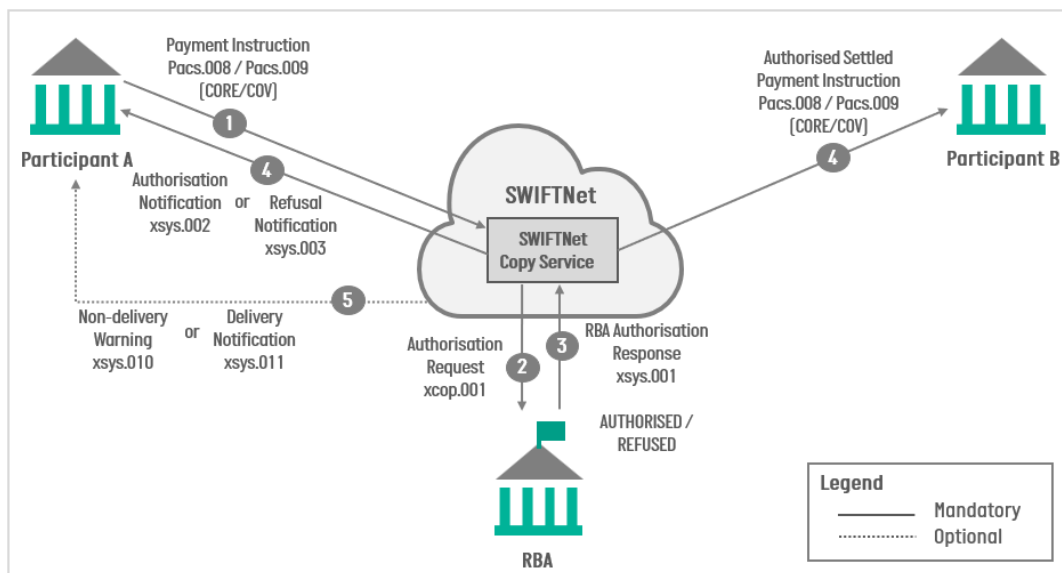 Payment Instruction
Pacs.008 / Pacs.009
(CORE/COV)
1
Participant A
4
Authorisation
Notification
xsys.002
or
Refusal
Notification
xsys.003
SWIFTNet
SWIFTNet
Copy Service
Authorised Settled
Payment Instruction
Pacs.008 / Pacs.009
(CORE/COV)
4
Participant B
5
Non-delivery
Warning
xsys.010
or
Delivery
Notification
xsys.011
Authorisation
Request
xcop.001
2
3
RBA Authorisation
Response
xsys.001
AUTHORISED /
REFUSED
RBA
Legend
Mandatory
Optional